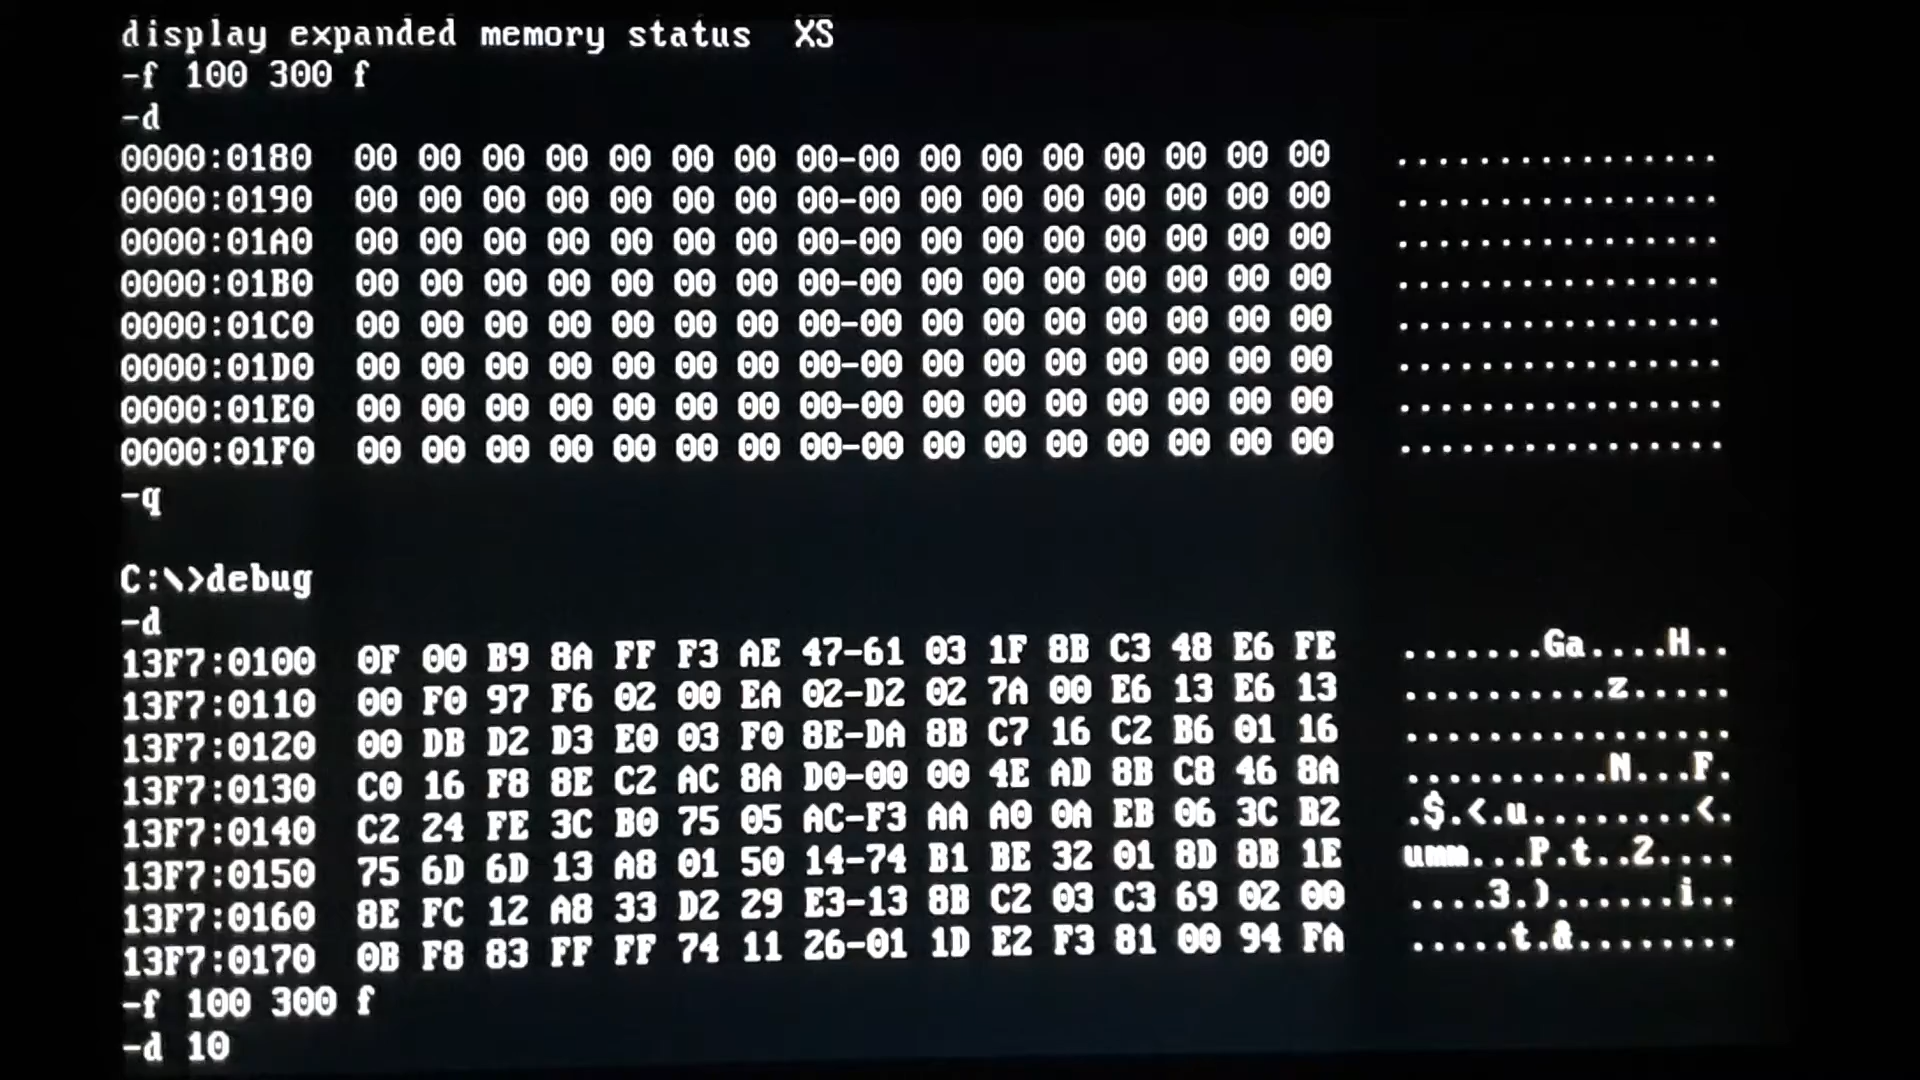 display expanded memory status  XS
-f 100 300 f
-d
0000:0180  00 00 00 00 00 00 00 00-00 00 00 00 00 00 00 00  ................
0000:0190  00 00 00 00 00 00 00 00-00 00 00 00 00 00 00 00  ................
0000:01A0  00 00 00 00 00 00 00 00-00 00 00 00 00 00 00 00  ................
0000:01B0  00 00 00 00 00 00 00 00-00 00 00 00 00 00 00 00  ................
0000:01C0  00 00 00 00 00 00 00 00-00 00 00 00 00 00 00 00  ................
0000:01D0  00 00 00 00 00 00 00 00-00 00 00 00 00 00 00 00  ................
0000:01E0  00 00 00 00 00 00 00 00-00 00 00 00 00 00 00 00  ................
0000:01F0  00 00 00 00 00 00 00 00-00 00 00 00 00 00 00 00  ................
-q
C:\>debug
-d
13F7:0100  0F 00 B9 8A FF F3 AE 47-61 03 1F 8B C3 48 E6 FE  .......Ga....H..
13F7:0110  00 F0 97 F6 02 00 EA 02-D2 02 7A 00 E6 13 E6 13  ..........z.....
13F7:0120  00 DB D2 D3 E0 03 F0 8E-DA 8B C7 16 C2 B6 01 16  ................
13F7:0130  C0 16 F8 8E C2 AC 8A D0-00 00 4E AD 8B C8 46 8A  ..........N...F.
13F7:0140  C2 24 FE 3C B0 75 05 AC-F3 AA A0 0A EB 06 3C B2  .$.<.u........<.
13F7:0150  75 6D 6D 13 A8 01 50 14-74 B1 BE 32 01 8D 8B 1E  umm...P.t..2....
13F7:0160  8E FC 12 A8 33 D2 29 E3-13 8B C2 03 C3 69 02 00  ....3.)......i..
13F7:0170  0B F8 83 FF FF 74 11 26-01 1D E2 F3 81 00 94 FA  .....t.&........
-f 100 300 f
-d 10